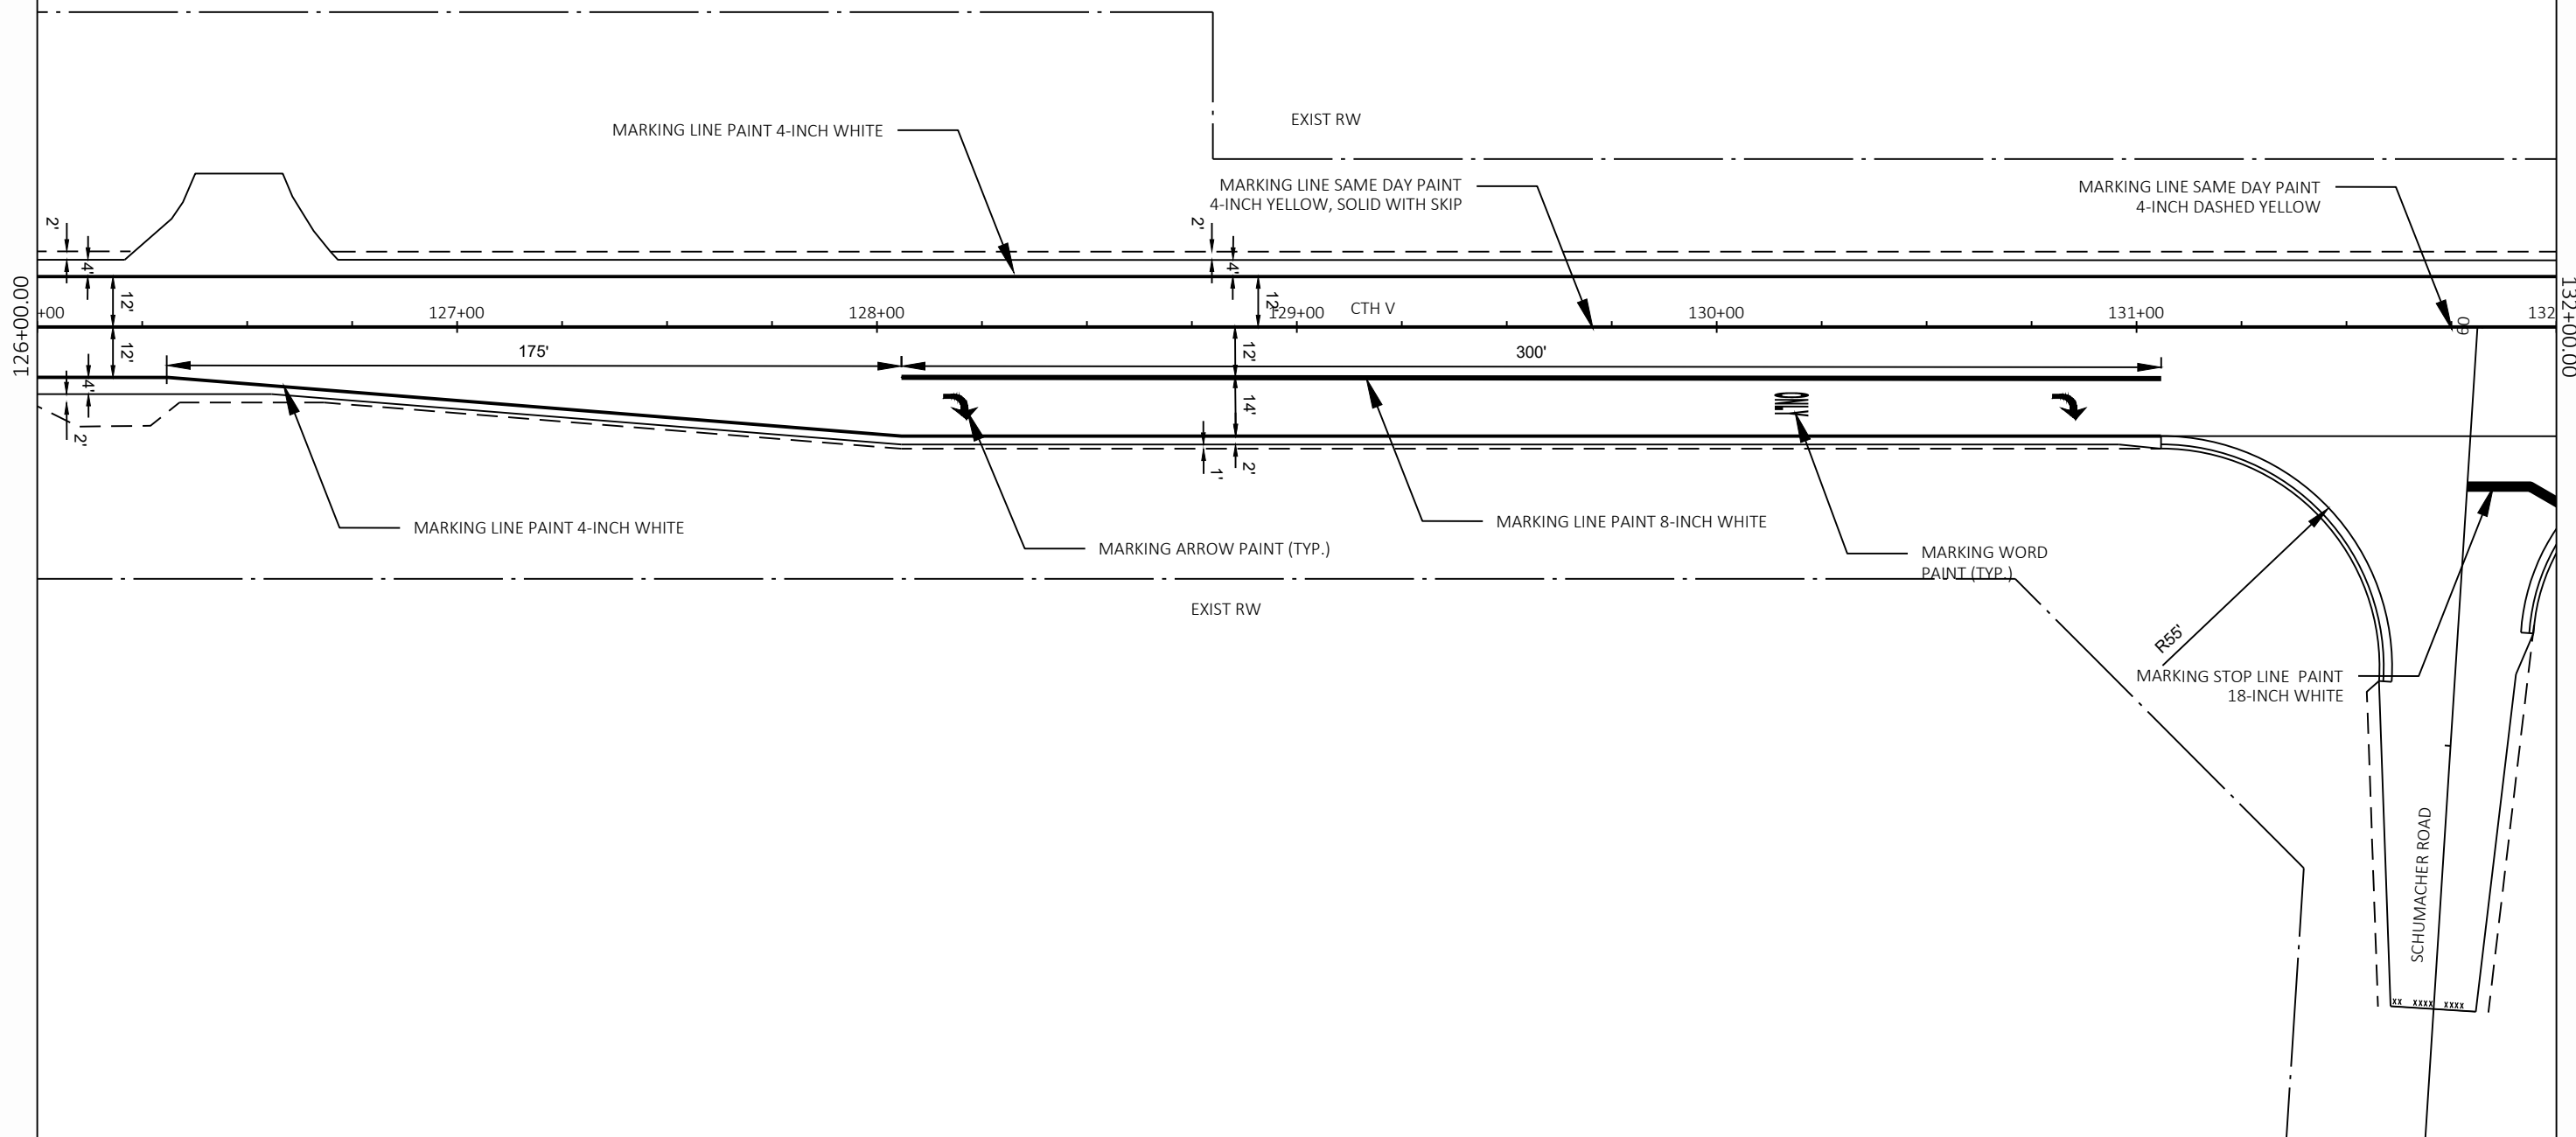 EXIST RW
MARKING LINE PAINT 4-INCH WHITE
MARKING LINE SAME DAY PAINT
4-INCH YELLOW, SOLID WITH SKIP
MARKING LINE SAME DAY PAINT
4-INCH DASHED YELLOW
2'
2'
4'
4'
126+00.00
+00
12'
127+00
128+00
12'
129+00
CTH V
130+00
131+00
00
132
132+00.00
12'
175'
12'
300'
4'
14'
ONLY
2'
1'
2'
MARKING LINE PAINT 4-INCH WHITE
MARKING ARROW PAINT (TYP.)
MARKING LINE PAINT 8-INCH WHITE
MARKING WORD
PAINT (TYP.)
EXIST RW
R55'
MARKING STOP LINE PAINT
18-INCH WHITE
SCHUMACHER ROAD
xx xxxx xxxx